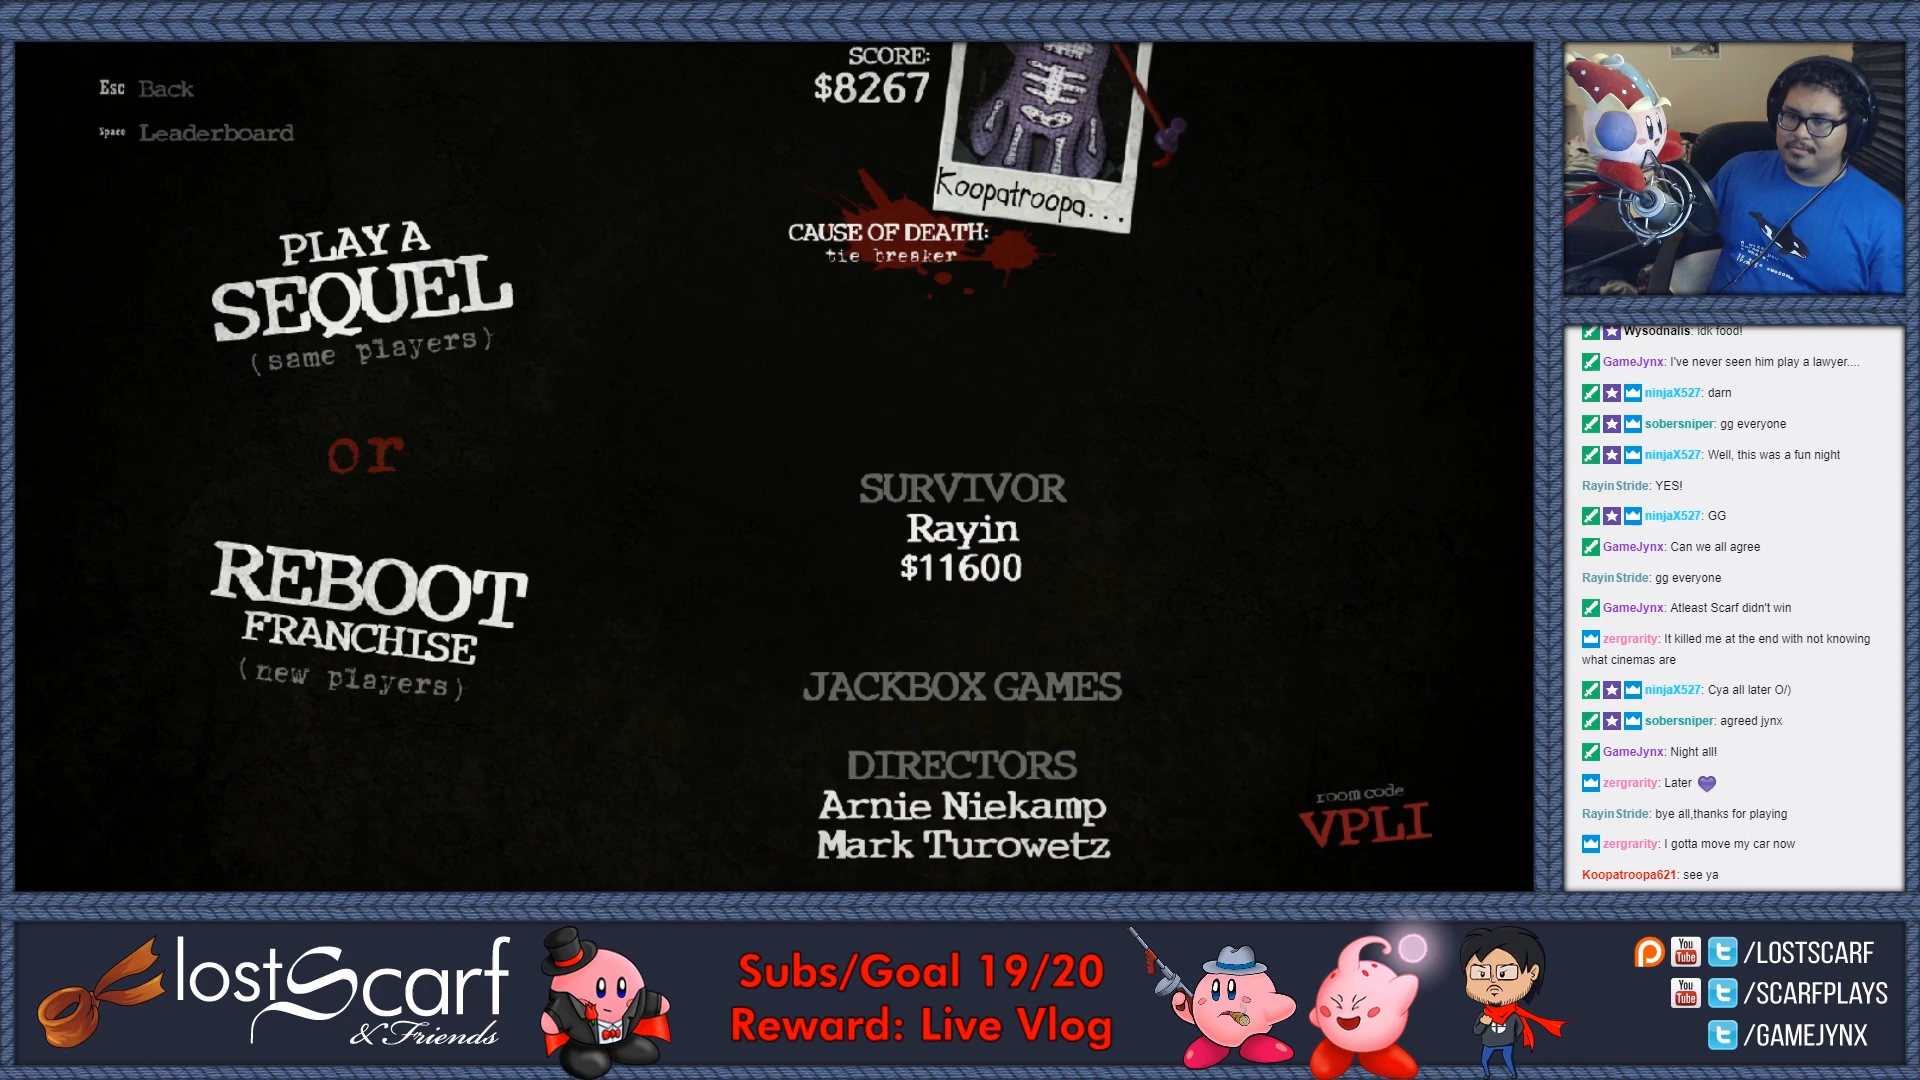 Esc Back
Space Leaderboard
SCORE:
$8267
Koopatroopa...
CAUSE OF DEATH:
tie breaker
PLAY A
SEQUEL
(same players)
or
REBOOT
FRANCHISE
(new players)
SURVIVOR
Rayin
$11600
JACKBOX GAMES
DIRECTORS
Arnie Niekamp
Mark Turowetz
room code
VPLI
Wysodnalis: idk food!
GameJynx: I've never seen him play a lawyer....
ninjaX527: darn
sobersniper: gg everyone
ninjaX527: Well, this was a fun night
RayinStride: YES!
ninjaX527: GG
GameJynx: Can we all agree
RayinStride: gg everyone
GameJynx: Atleast Scarf didn't win
zergrarity: It killed me at the end with not knowing
what cinemas are
ninjaX527: Cya all later O/)
sobersniper: agreed jynx
GameJynx: Night all!
zergrarity: Later
RayinStride: bye all,thanks for playing
zergrarity: I gotta move my car now
Koopatroopa621: see ya
lostScarf
& Friends
Subs/Goal 19/20
Reward: Live Vlog
You Tube /LOSTSCARF
You Tube /SCARFPLAYS
/GAMEJYNX